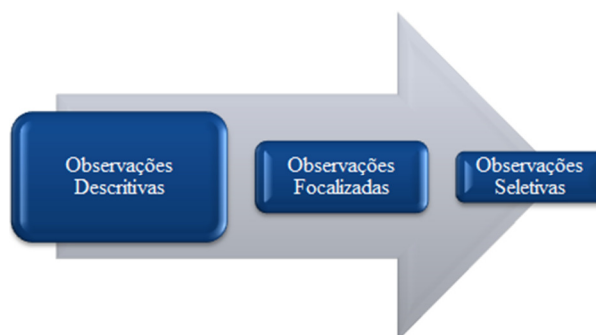 Observações
Descritivas
Observações
Focalizadas
Observações
Seletivas